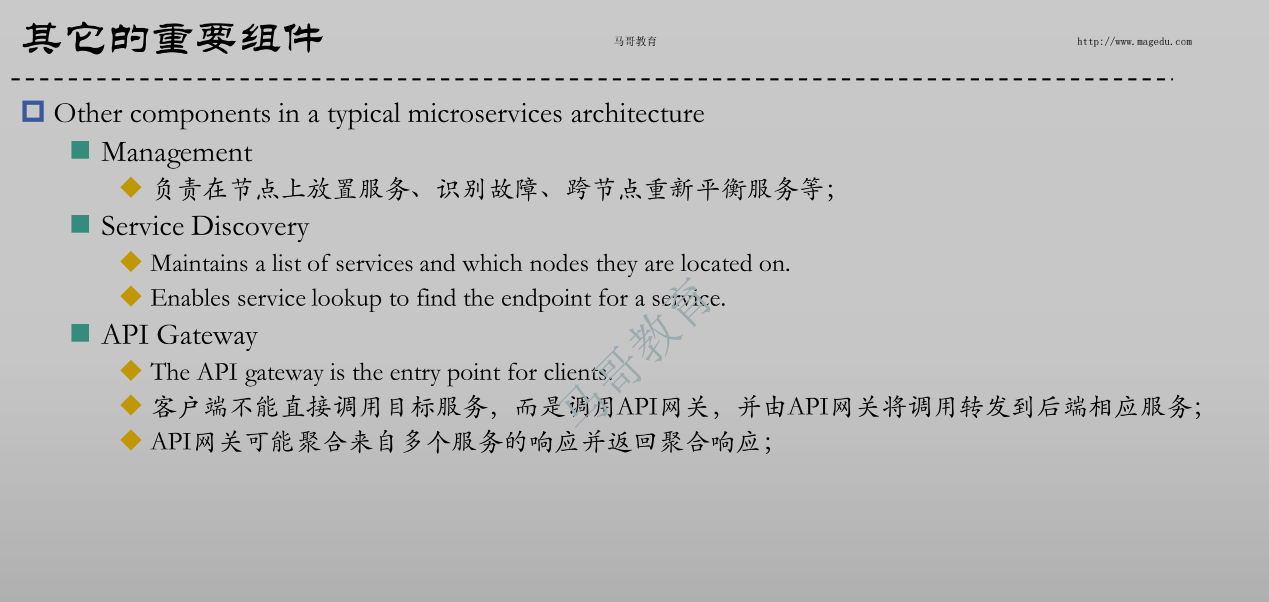 其它的重要组件
马哥教育
http://www.magedu.com
Other components in a typical microservices architecture
Management
负责在节点上放置服务、识别故障、跨节点重新平衡服务等；
Service Discovery
Maintains a list of services and which nodes they are located on.
Enables service lookup to find the endpoint for a service.
API Gateway
The API gateway is the entry point for clients.
客户端不能直接调用目标服务，而是调用API网关，并由API网关将调用转发到后端相应服务；
API网关可能聚合来自多个服务的响应并返回聚合响应；
马哥教育